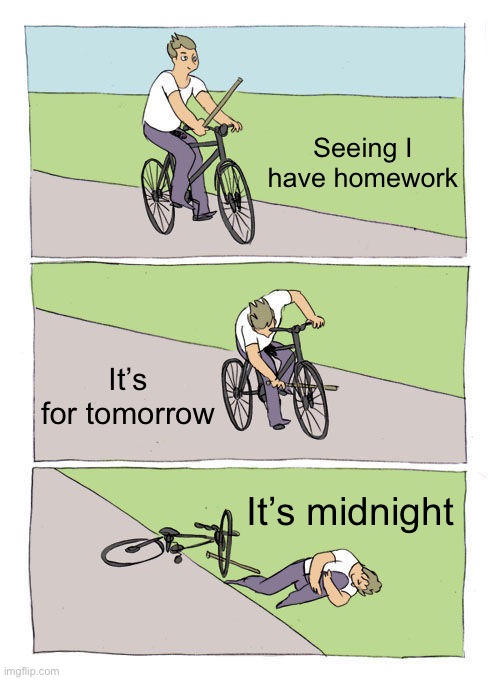 Seeing I
have homework
It’s
for tomorrow
It’s midnight
imgflip.com